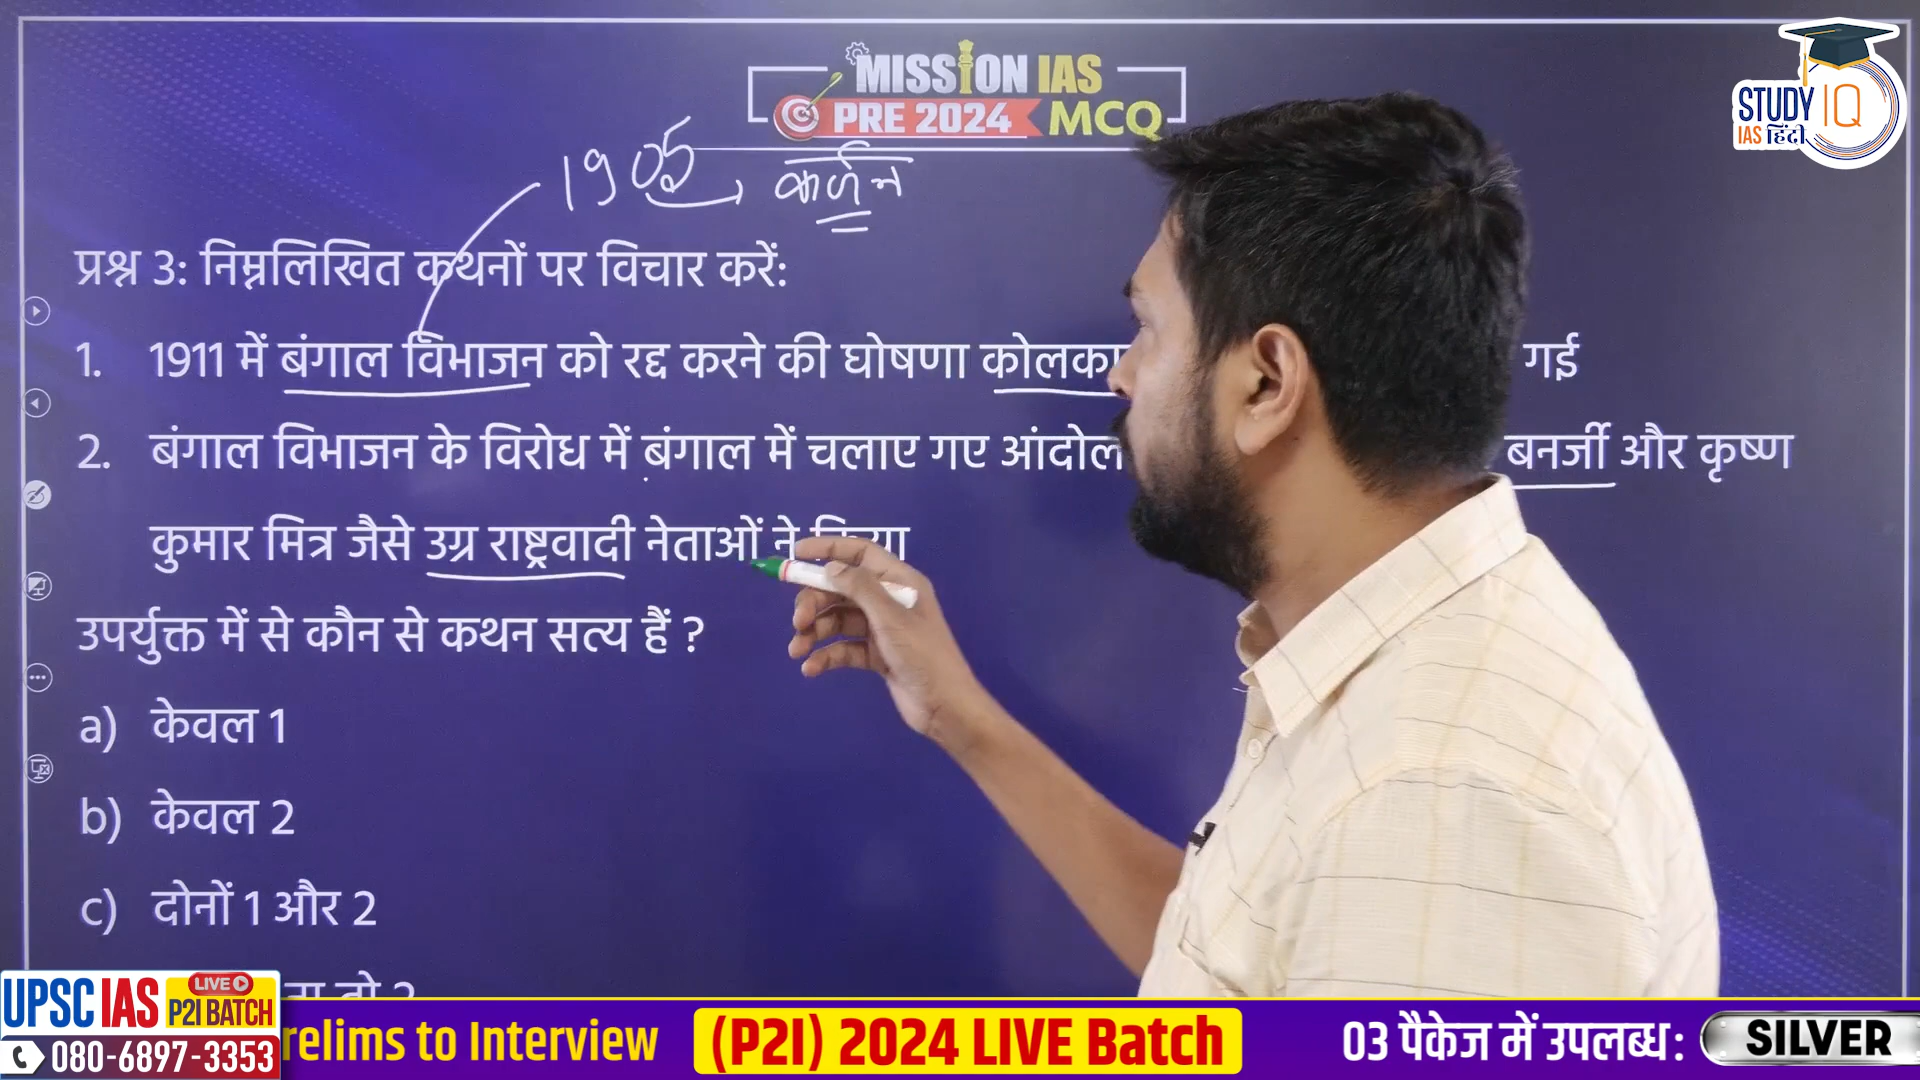 MISSION IAS
PRE 2024 MCQ
STUDY IQ
IAS हिंदी
1905 कर्जन
प्रश्न 3: निम्नलिखित कथनों पर विचार करें:
1. 1911 में बंगाल विभाजन को रद्द करने की घोषणा कोलका गई
2. बंगाल विभाजन के विरोध में बंगाल में चलाए गए आंदोल बनर्जी और कृष्ण
कुमार मित्र जैसे उग्र राष्ट्रवादी नेताओं ने किया
उपर्युक्त में से कौन से कथन सत्य हैं ?
a) केवल 1
b) केवल 2
c) दोनों 1 और 2
UPSC IAS LIVE P2I BATCH
080-6897-3353
relims to Interview (P2I) 2024 LIVE Batch 03 पैकेज में उपलब्ध: SILVER